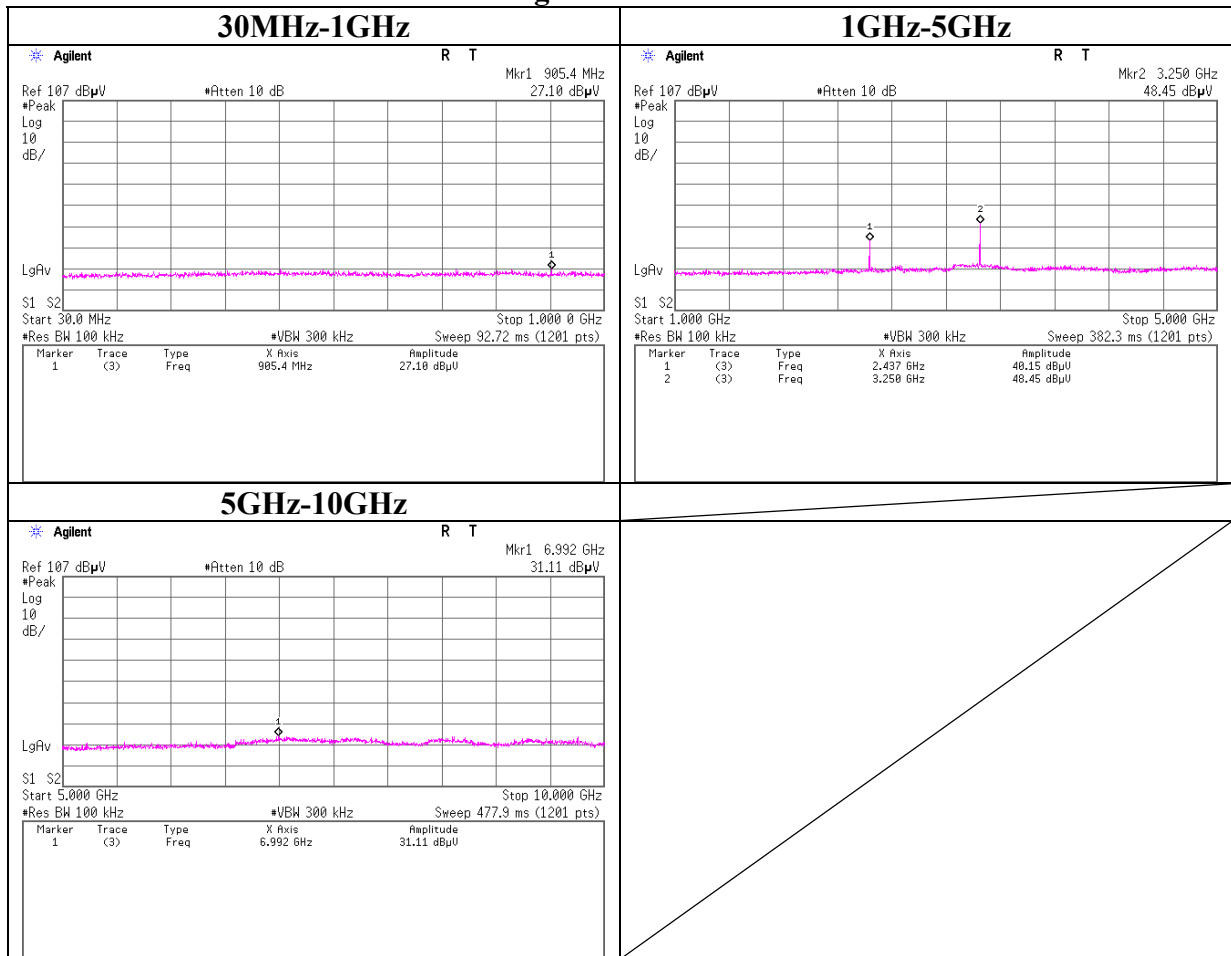 30MHz-1GHz
Agilent R T
Mkr1 905.4 MHz
Ref 107 dBµV #Atten 10 dB 27.10 dBµV
#Peak
Log
10
dB/
1
LgAv
S1 S2
Start 30.0 MHz Stop 1.000 0 GHz
#Res BW 100 kHz #VBW 300 kHz Sweep 92.72 ms (1201 pts)
Marker Trace Type X Axis Amplitude
1 (3) Freq 905.4 MHz 27.10 dBµV
1GHz-5GHz
Agilent R T
Mkr2 3.250 GHz
Ref 107 dBµV #Atten 10 dB 48.45 dBµV
#Peak
Log
10
dB/
2
1
LgAv
S1 S2
Start 1.000 GHz Stop 5.000 GHz
#Res BW 100 kHz #VBW 300 kHz Sweep 382.3 ms (1201 pts)
Marker Trace Type X Axis Amplitude
1 (3) Freq 2.437 GHz 40.15 dBµV
2 (3) Freq 3.250 GHz 48.45 dBµV
5GHz-10GHz
Agilent R T
Mkr1 6.992 GHz
Ref 107 dBµV #Atten 10 dB 31.11 dBµV
#Peak
Log
10
dB/
1
LgAv
S1 S2
Start 5.000 GHz Stop 10.000 GHz
#Res BW 100 kHz #VBW 300 kHz Sweep 477.9 ms (1201 pts)
Marker Trace Type X Axis Amplitude
1 (3) Freq 6.992 GHz 31.11 dBµV